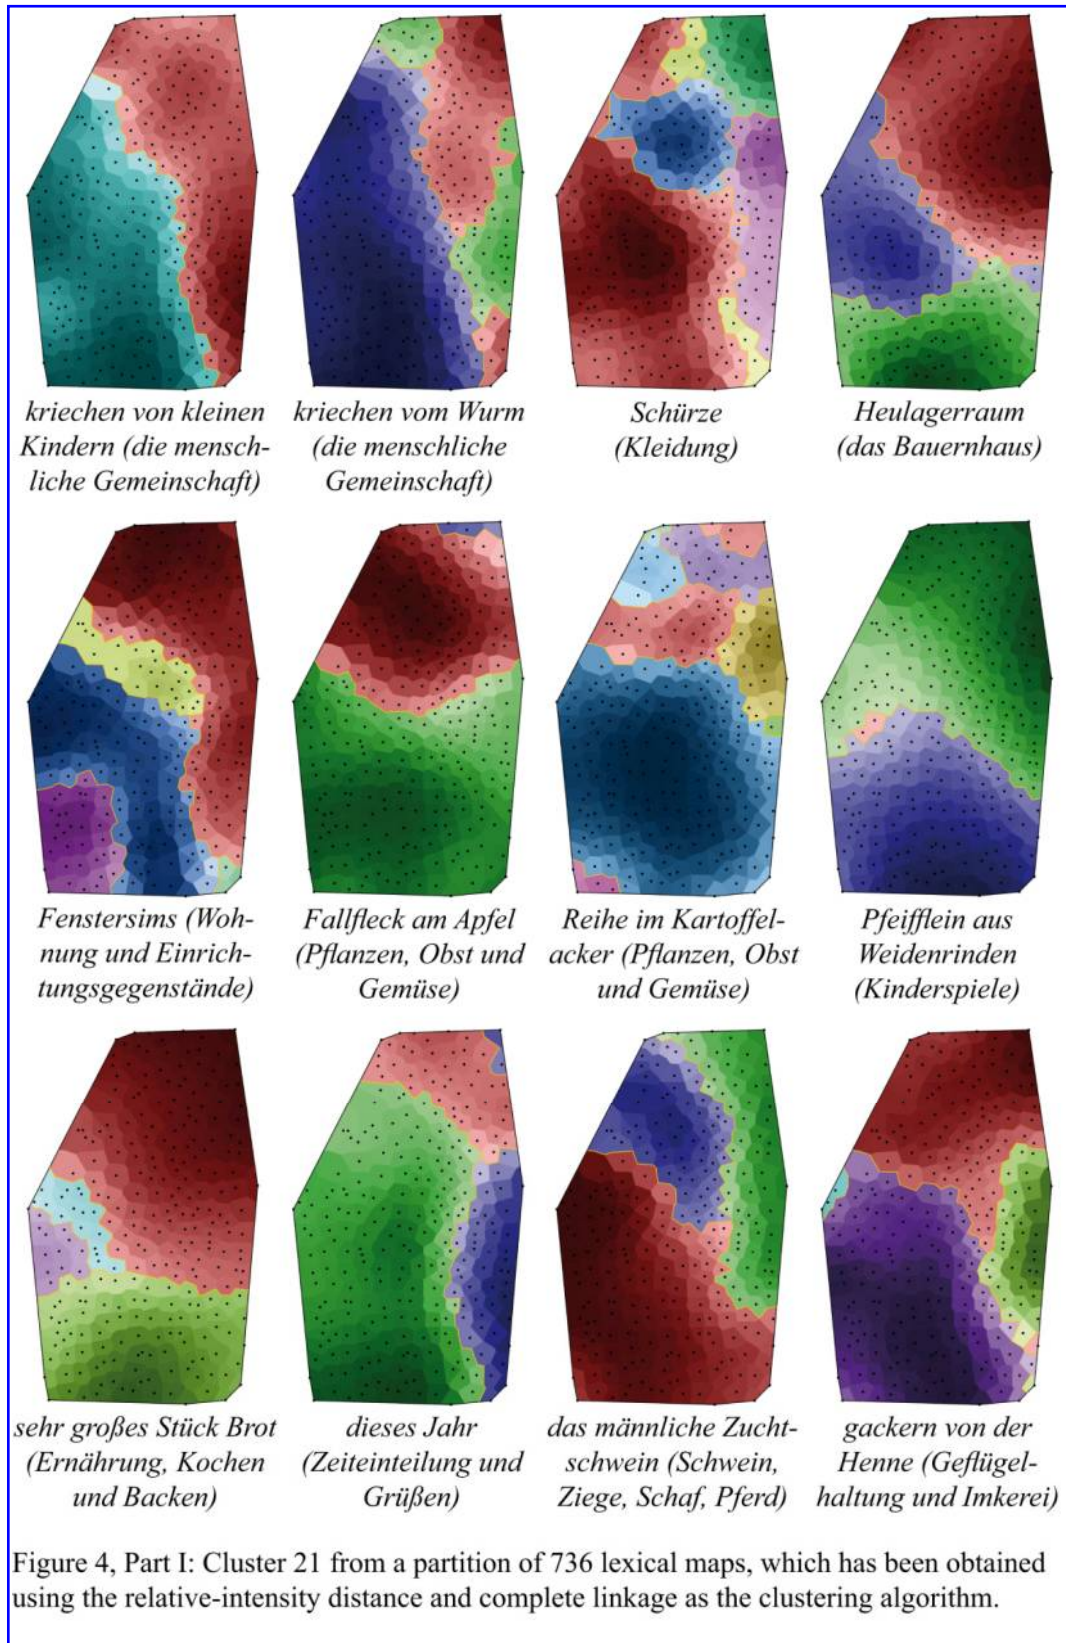 kriechen von kleinen
Kindern (die mensch-
liche Gemeinschaft)
kriechen vom Wurm
(die menschliche
Gemeinschaft)
Schürze
(Kleidung)
Heulagerraum
(das Bauernhaus)
Fenstersims (Woh-
nung und Einrich-
tungsgegenstände)
Fallfleck am Apfel
(Pflanzen, Obst und
Gemüse)
Reihe im Kartoffel-
acker (Pflanzen, Obst
und Gemüse)
Pfeifflein aus
Weidenrinden
(Kinderspiele)
sehr großes Stück Brot
(Ernährung, Kochen
und Backen)
dieses Jahr
(Zeiteinteilung und
Grüßen)
das männliche Zucht-
schwein (Schwein,
Ziege, Schaf, Pferd)
gackern von der
Henne (Geflügel-
haltung und Imkerei)
Figure 4, Part I: Cluster 21 from a partition of 736 lexical maps, which has been obtained
using the relative-intensity distance and complete linkage as the clustering algorithm.